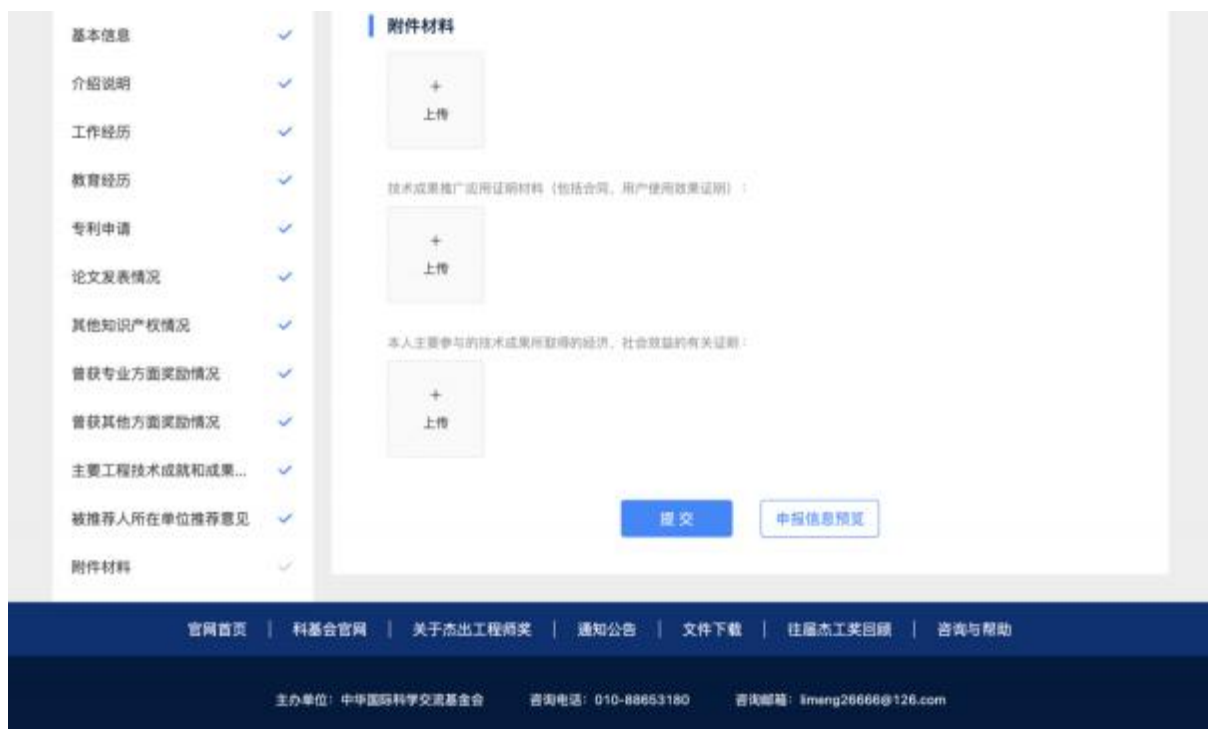 基本信息
介绍说明
工作经历
教育经历
专利申请
论文发表情况
其他知识产权情况
曾获专业方面奖励情况
曾获其他方面奖励情况
主要工程技术成就和成果...
被推荐人所在单位推荐意见
附件材料
附件材料
+
上传
技术成果推广应用证明材料（包括合同、用户使用效果证明）：
+
上传
本人主要参与的技术成果所取得的经济、社会效益的有关证明：
+
上传
提交 申报信息预览
官网首页 | 科基会官网 | 关于杰出工程师奖 | 通知公告 | 文件下载 | 往届杰工奖回顾 | 咨询与帮助
主办单位：中华国际科学交流基金会 咨询电话：010-88653180 咨询邮箱：limeng26666@126.com